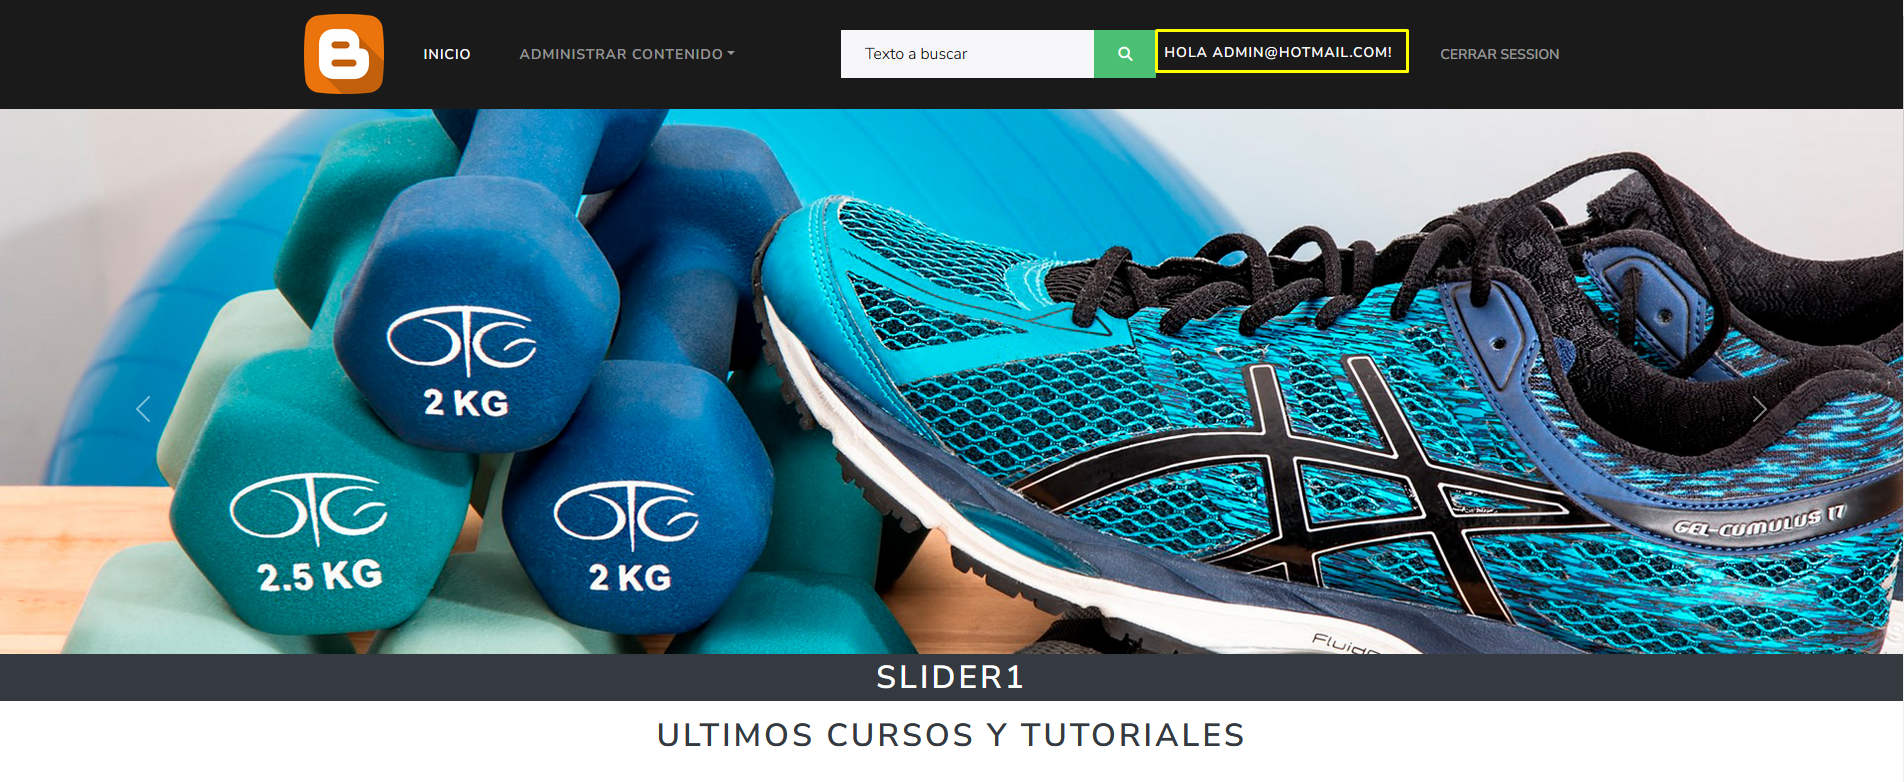 B
INICIO
ADMINISTRAR CONTENIDO
Texto a buscar
HOLA ADMIN@HOTMAIL.COM!
CERRAR SESSION
OTG
2 KG
OTG
2.5 KG
OTG
2 KG
GEL-CUMULUS 17
SLIDER1
ULTIMOS CURSOS Y TUTORIALES